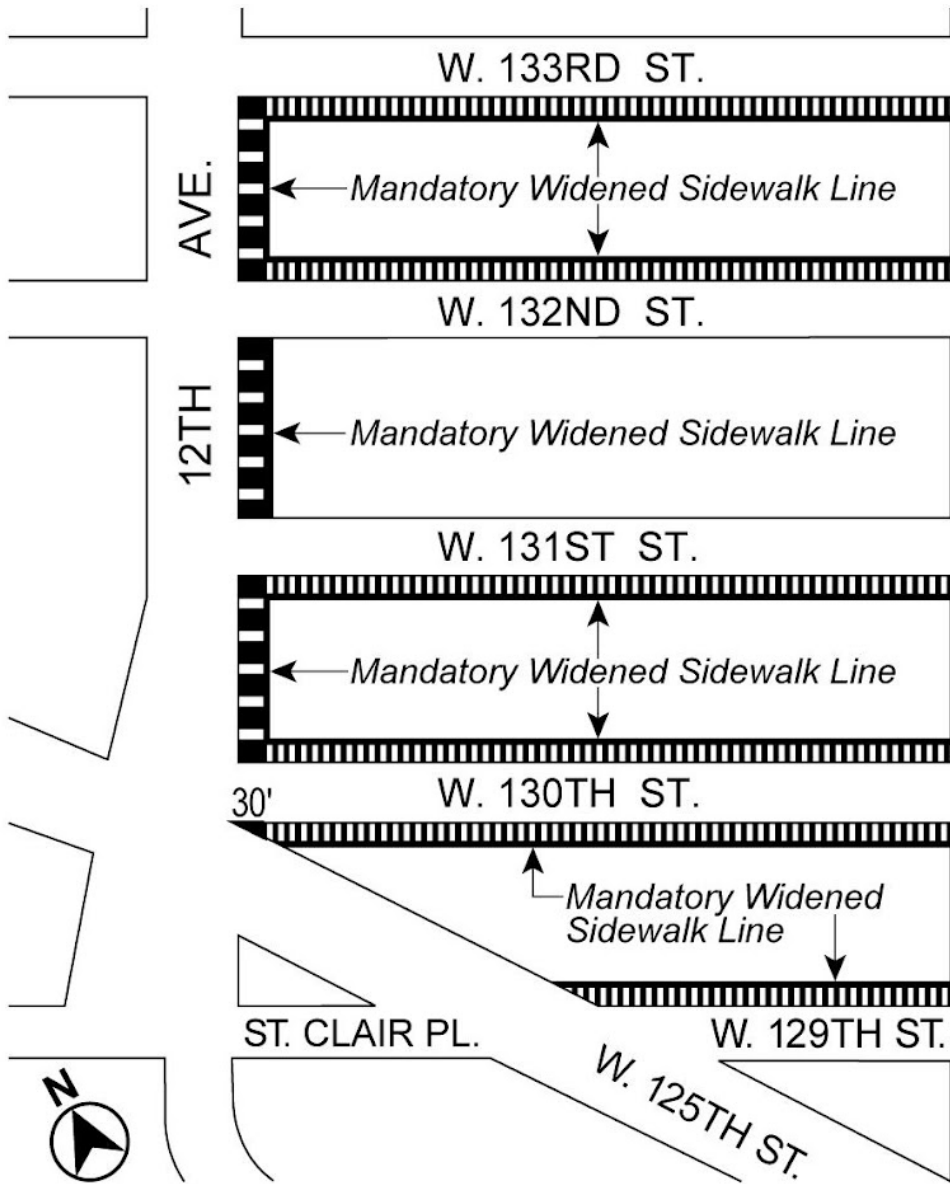 W. 133RD ST.
Mandatory Widened Sidewalk Line
AVE.
W. 132ND ST.
12TH
Mandatory Widened Sidewalk Line
W. 131ST ST.
Mandatory Widened Sidewalk Line
30'
W. 130TH ST.
Mandatory Widened
Sidewalk Line
ST. CLAIR PL.
W. 129TH ST.
W. 125TH ST.
N